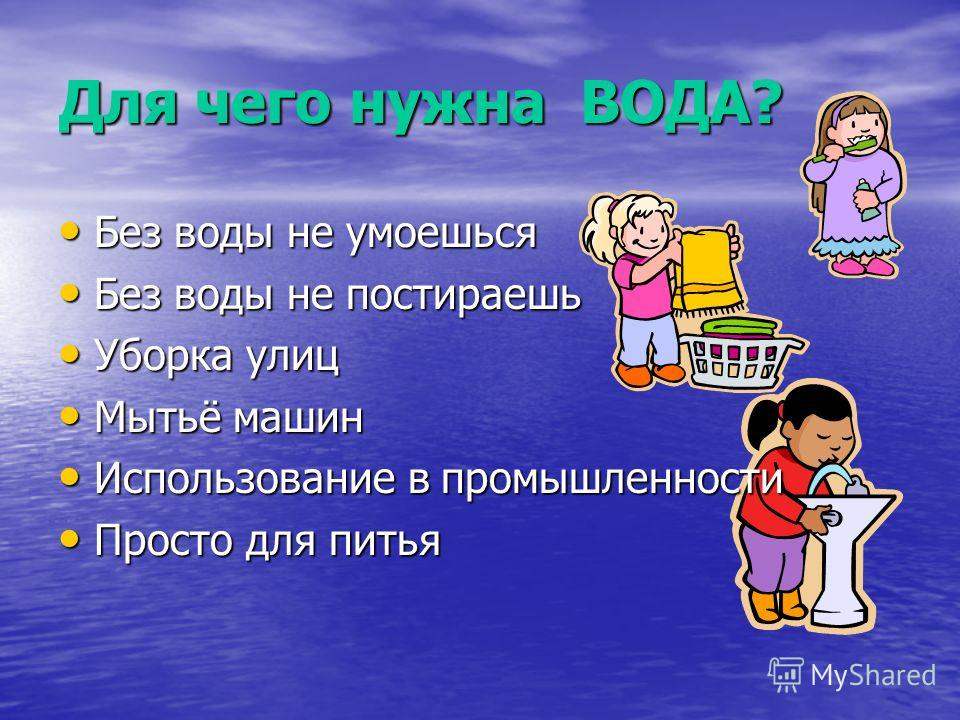 Для чего нужна ВОДА?
• Без воды не умоешься
• Без воды не постираешь
• Уборка улиц
• Мытьё машин
• Использование в промышленности
• Просто для питья
MyShared